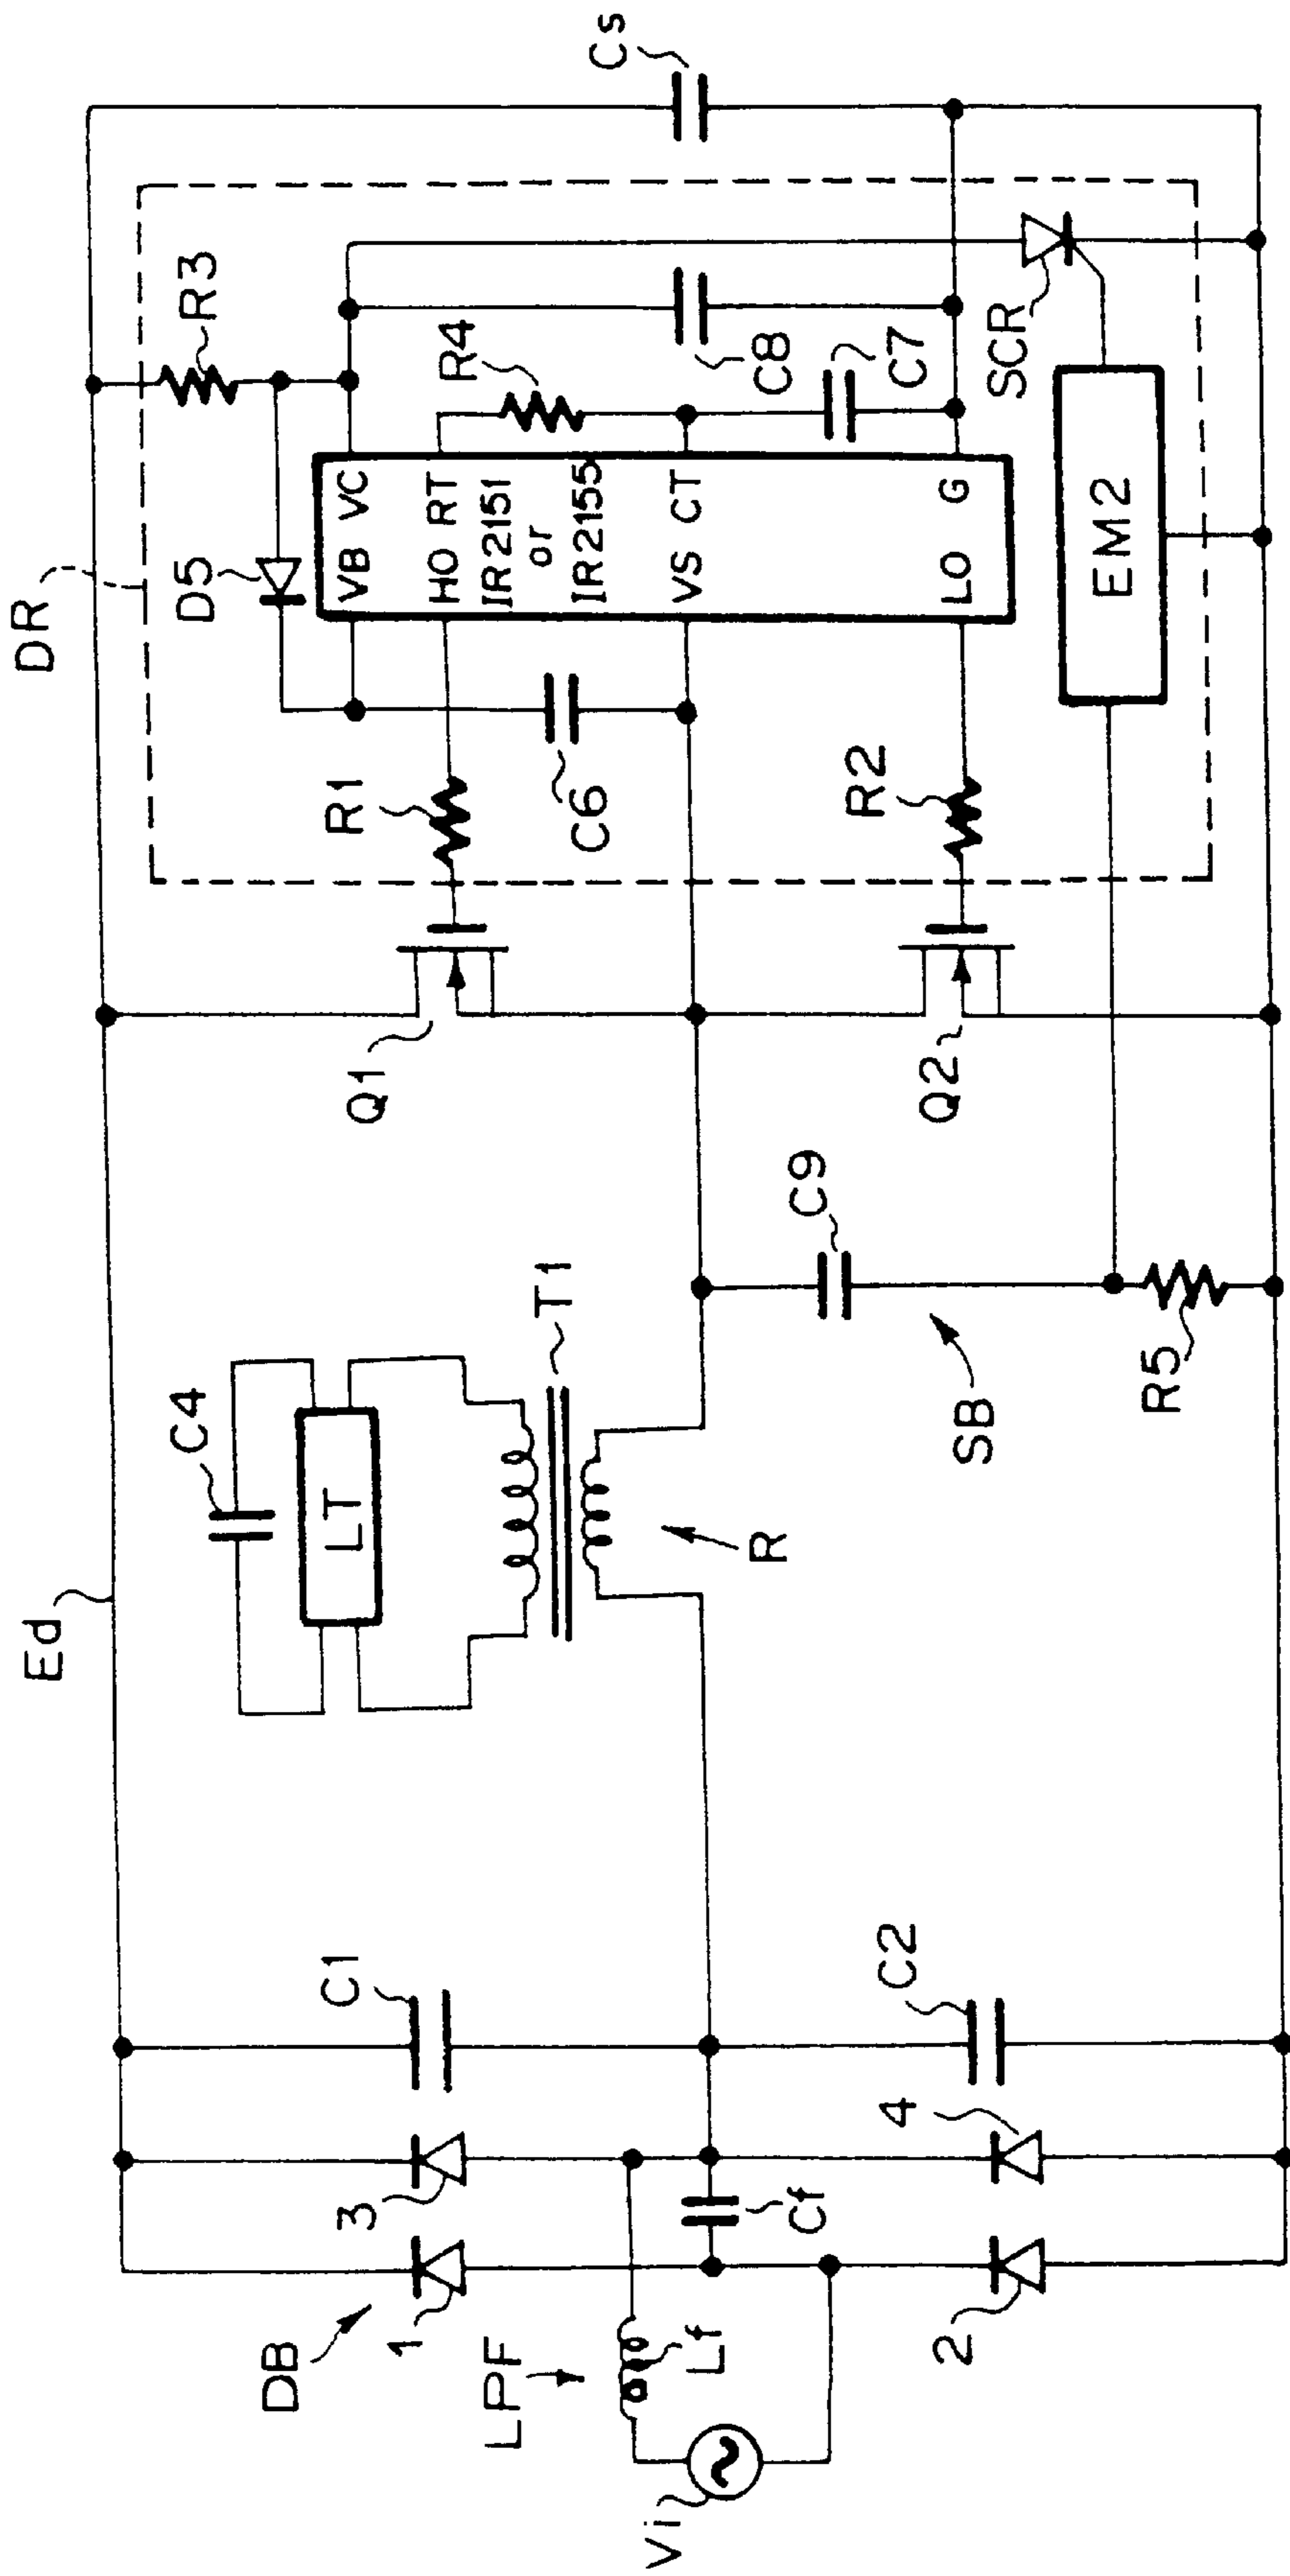 DR
Ed
Cs
R3
D5
VB VC
HO RT
IR2151
or
IR2155
VS CT
LO G
R4
C8
C7
SCR
EM2
C6
R1
R2
Q1
Q2
C9
SB
R5
T1
R
C4
LT
C1
C2
3
4
1
2
DB
LPF
Lf
Cf
Vi